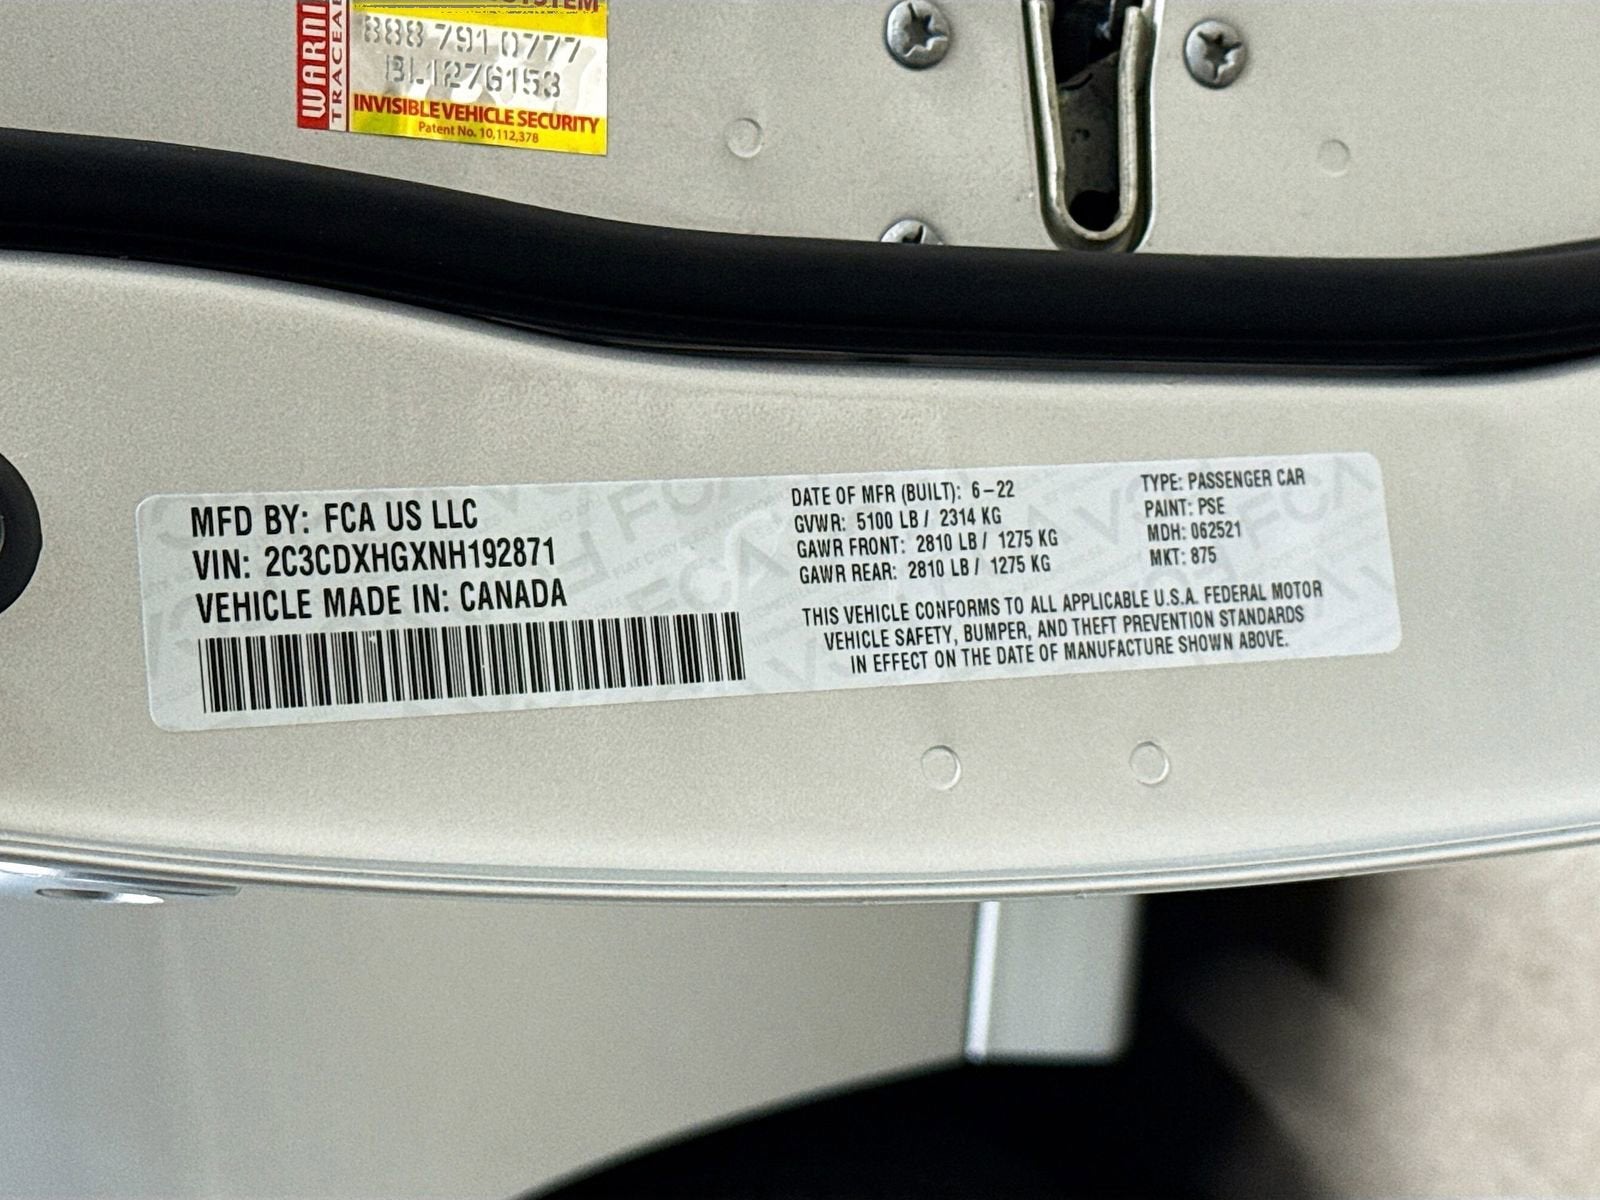 WARNI
TRACEA
SYSTEM
888 791 0777
BL1276153
INVISIBLE VEHICLE SECURITY
Patent No. 10,112,378
MFD BY: FCA US LLC
VIN: 2C3CDXHGXNH192871
VEHICLE MADE IN: CANADA
DATE OF MFR (BUILT): 6-22
GVWR: 5100 LB / 2314 KG
GAWR FRONT: 2810 LB / 1275 KG
GAWR REAR: 2810 LB / 1275 KG
TYPE: PASSENGER CAR
PAINT: PSE
MDH: 062521
MKT: 875
THIS VEHICLE CONFORMS TO ALL APPLICABLE U.S.A. FEDERAL MOTOR
VEHICLE SAFETY, BUMPER, AND THEFT PREVENTION STANDARDS
IN EFFECT ON THE DATE OF MANUFACTURE SHOWN ABOVE.